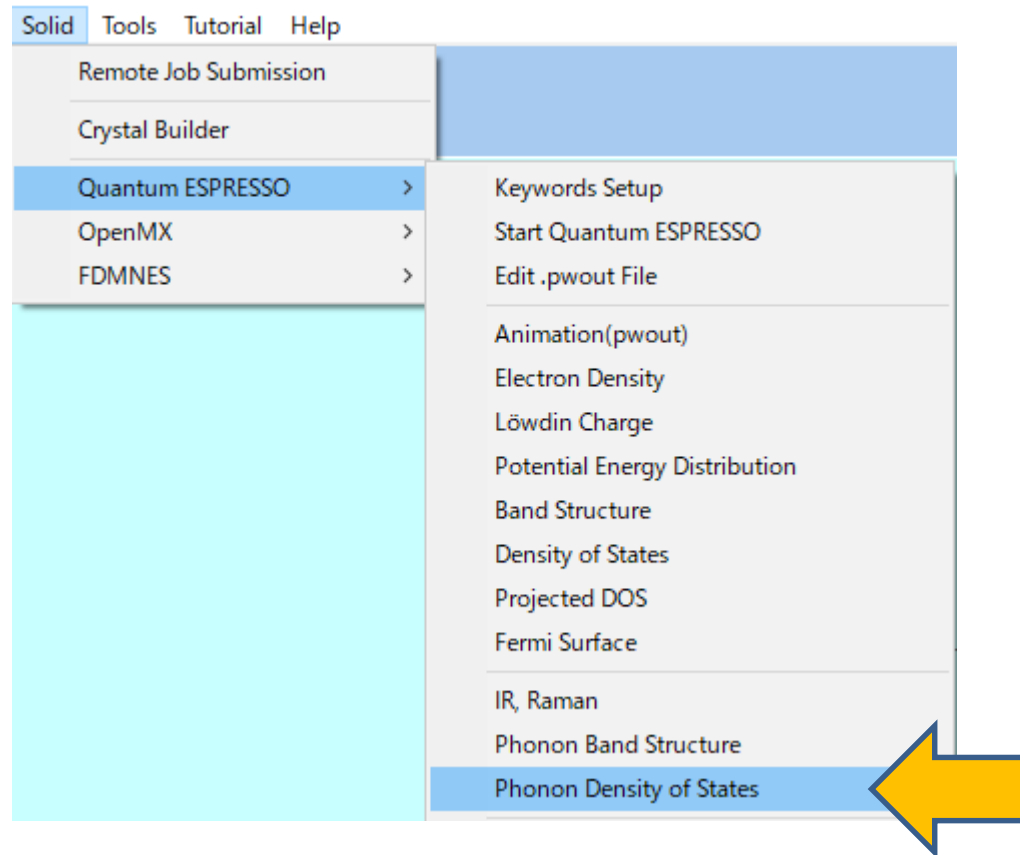 Solid Tools Tutorial Help
Remote Job Submission
Crystal Builder
Quantum ESPRESSO >
OpenMX >
FDMNES >
Keywords Setup
Start Quantum ESPRESSO
Edit .pwout File
Animation(pwout)
Electron Density
Löwdin Charge
Potential Energy Distribution
Band Structure
Density of States
Projected DOS
Fermi Surface
IR, Raman
Phonon Band Structure
Phonon Density of States